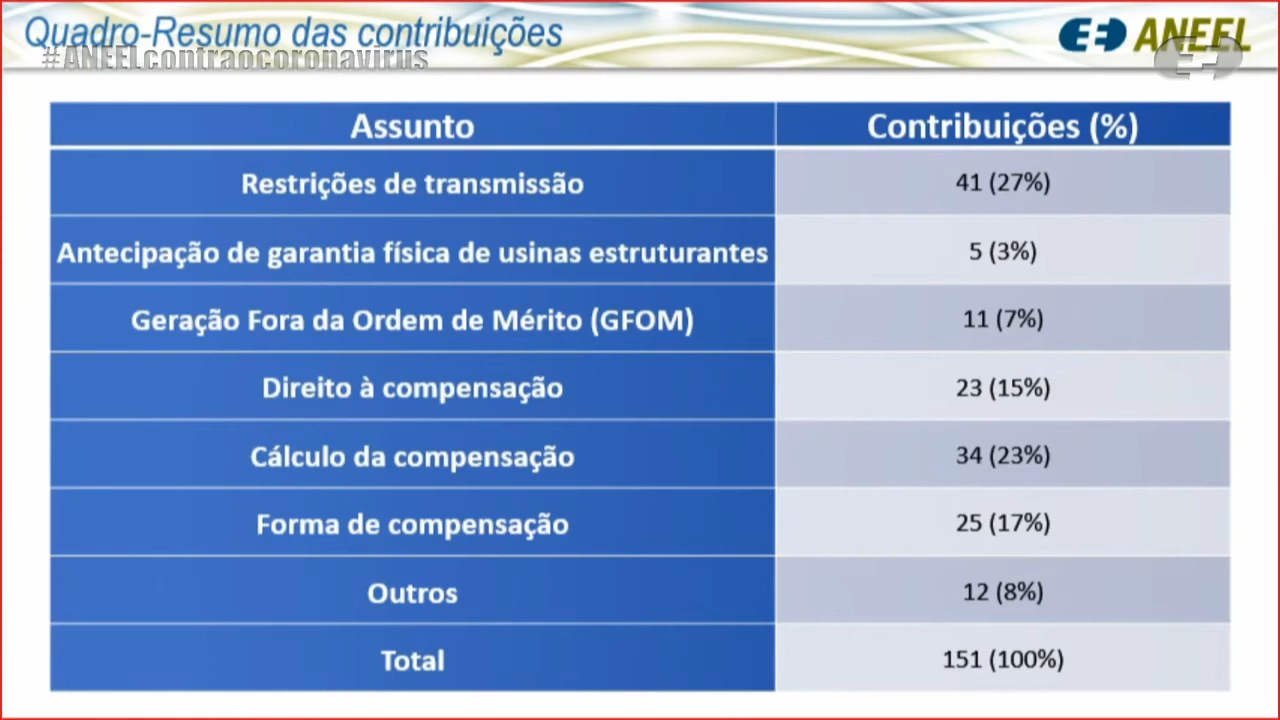 Quadro-Resumo das contribuições
ANEEL
#ANEELcontraocoronavirus
Assunto Contribuições (%)
Restrições de transmissão 41 (27%)
Antecipação de garantia física de usinas estruturantes 5 (3%)
Geração Fora da Ordem de Mérito (GFOM) 11 (7%)
Direito à compensação 23 (15%)
Cálculo da compensação 34 (23%)
Forma de compensação 25 (17%)
Outros 12 (8%)
Total 151 (100%)